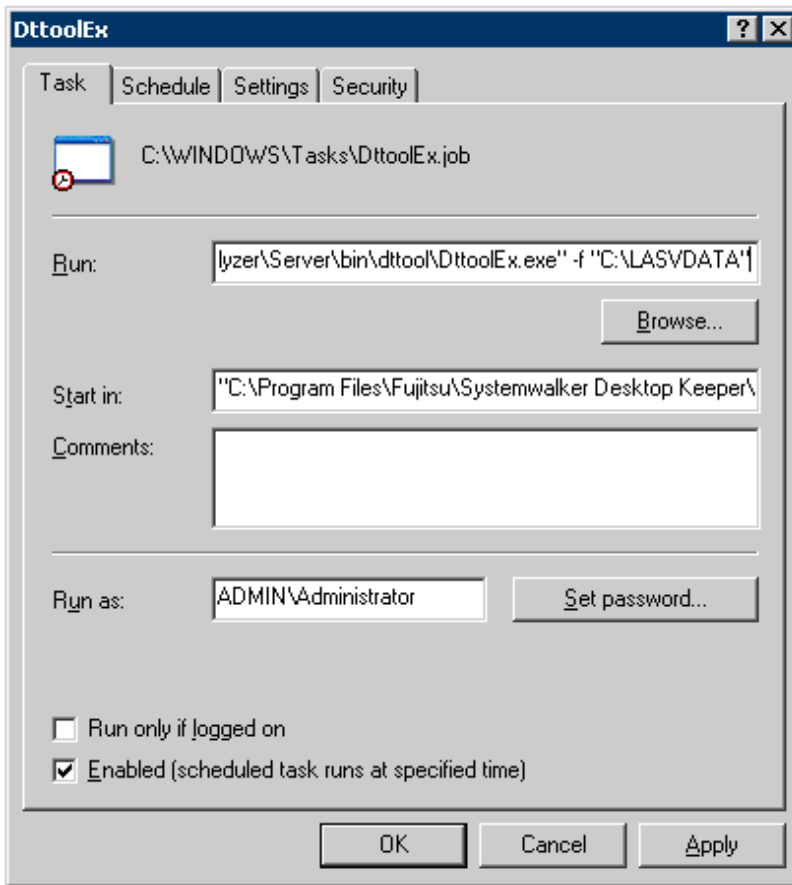 DttoolEx
Task Schedule Settings Security
C:\WINDOWS\Tasks\DttoolEx.job
Run: lyzer\Server\bin\dttool\DttoolEx.exe" -f "C:\LASVDATA"
Browse...
Start in: "C:\Program Files\Fujitsu\Systemwalker Desktop Keeper\
Comments:
Run as: ADMIN\Administrator Set password...
Run only if logged on
Enabled (scheduled task runs at specified time)
OK Cancel Apply